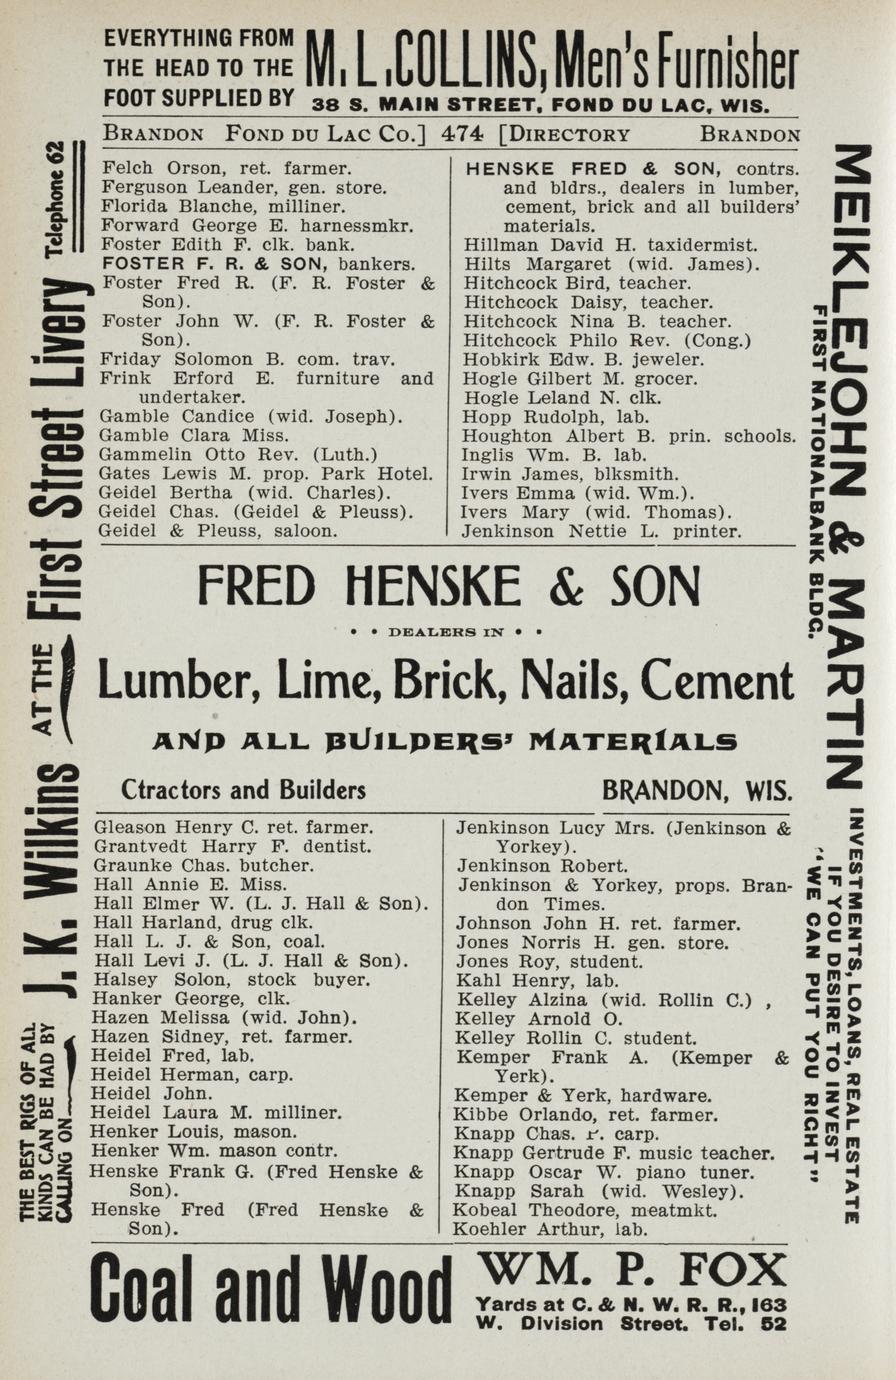 EVERYTHING FROM
THE HEAD TO THE
FOOT SUPPLIED BY
M. L. COLLINS, Men's Furnisher
38 S. MAIN STREET, FOND DU LAC, WIS.
BRANDON FOND DU LAC CO.] 474 [DIRECTORY BRANDON
Felch Orson, ret. farmer.
Ferguson Leander, gen. store.
Florida Blanche, milliner.
Forward George E. harnessmkr.
Foster Edith F. clk. bank.
FOSTER F. R. & SON, bankers.
Foster Fred R. (F. R. Foster &
Son).
Foster John W. (F. R. Foster &
Son).
Friday Solomon B. com. trav.
Frink Erford E. furniture and
undertaker.
Gamble Candice (wid. Joseph).
Gamble Clara Miss.
Gammelin Otto Rev. (Luth.)
Gates Lewis M. prop. Park Hotel.
Geidel Bertha (wid. Charles).
Geidel Chas. (Geidel & Pleuss).
Geidel & Pleuss, saloon.
HENSKE FRED & SON, contrs.
and bldrs., dealers in lumber,
cement, brick and all builders'
materials.
Hillman David H. taxidermist.
Hilts Margaret (wid. James).
Hitchcock Bird, teacher.
Hitchcock Daisy, teacher.
Hitchcock Nina B. teacher.
Hitchcock Philo Rev. (Cong.)
Hobkirk Edw. B. jeweler.
Hogle Gilbert M. grocer.
Hogle Leland N. clk.
Hopp Rudolph, lab.
Houghton Albert B. prin. schools.
Inglis Wm. B. lab.
Irwin James, blksmith.
Ivers Emma (wid. Wm.).
Ivers Mary (wid. Thomas).
Jenkinson Nettie L. printer.
FRED HENSKE & SON
• • DEALERS IN • •
Lumber, Lime, Brick, Nails, Cement
AND ALL BUILDERS' MATERIALS
Ctractors and Builders BRANDON, WIS.
Gleason Henry C. ret. farmer.
Grantvedt Harry F. dentist.
Graunke Chas. butcher.
Hall Annie E. Miss.
Hall Elmer W. (L. J. Hall & Son).
Hall Harland, drug clk.
Hall L. J. & Son, coal.
Hall Levi J. (L. J. Hall & Son).
Halsey Solon, stock buyer.
Hanker George, clk.
Hazen Melissa (wid. John).
Hazen Sidney, ret. farmer.
Heidel Fred, lab.
Heidel Herman, carp.
Heidel John.
Heidel Laura M. milliner.
Henker Louis, mason.
Henker Wm. mason contr.
Henske Frank G. (Fred Henske &
Son).
Henske Fred (Fred Henske &
Son).
Jenkinson Lucy Mrs. (Jenkinson &
Yorkey).
Jenkinson Robert.
Jenkinson & Yorkey, props. Bran-
don Times.
Johnson John H. ret. farmer.
Jones Norris H. gen. store.
Jones Roy, student.
Kahl Henry, lab.
Kelley Alzina (wid. Rollin C.) ,
Kelley Arnold O.
Kelley Rollin C. student.
Kemper Frank A. (Kemper &
Yerk).
Kemper & Yerk, hardware.
Kibbe Orlando, ret. farmer.
Knapp Chas. carp.
Knapp Gertrude F. music teacher.
Knapp Oscar W. piano tuner.
Knapp Sarah (wid. Wesley).
Kobeal Theodore, meatmkt.
Koehler Arthur, lab.
Coal and Wood
WM. P. FOX
Yards at C. & N. W. R. R., 163
W. Division Street. Tel. 52
THE BEST RIGS OF ALL
KINDS CAN BE HAD BY
CALLING ON
J. K. Wilkins AT THE First Street Livery Telephone 62
MEIKLEJOHN & MARTIN
FIRST NATIONAL BANK BLDG.
INVESTMENTS, LOANS, REAL ESTATE
IF YOU DESIRE TO INVEST
"WE CAN PUT YOU RIGHT"